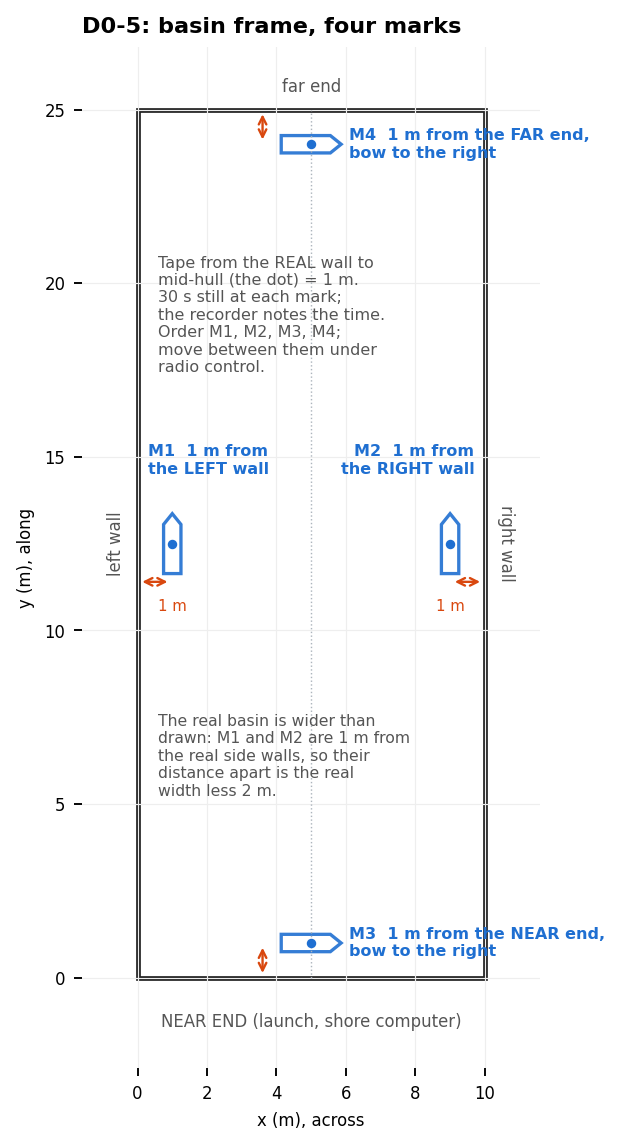 D0-5: basin frame, four marks
far end
25
M4  1 m from the FAR end,
bow to the right
Tape from the REAL wall to
mid-hull (the dot) = 1 m.
30 s still at each mark;
the recorder notes the time.
Order M1, M2, M3, M4;
move between them under
radio control.
20
15
M1  1 m from
the LEFT wall
M2  1 m from
the RIGHT wall
left wall
right wall
y (m), along
1 m
1 m
10
The real basin is wider than
drawn: M1 and M2 are 1 m from
the real side walls, so their
distance apart is the real
width less 2 m.
5
M3  1 m from the NEAR end,
bow to the right
0
NEAR END (launch, shore computer)
0 2 4 6 8 10
x (m), across